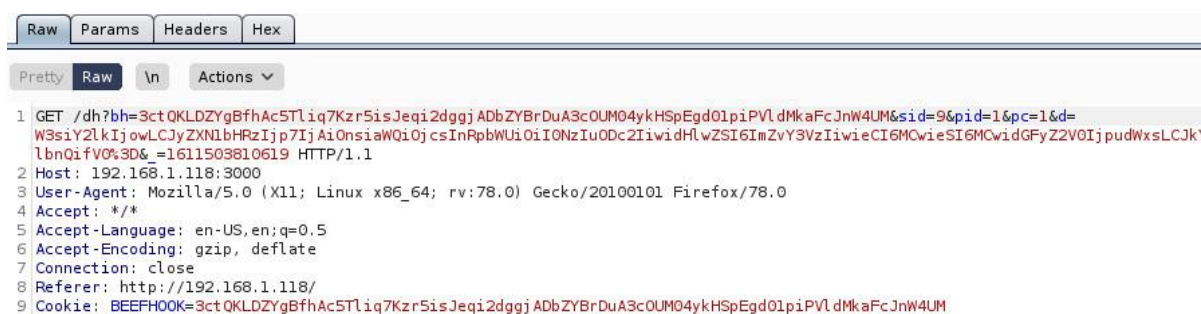 Raw Params Headers Hex
Pretty Raw \n Actions
1 GET /dh?bh=3ctQKLDZYgBfhAc5Tliq7Kzr5isJeqi2dggjADbZYBrDuA3cOUM04ykHSpEgd01piPVldMkaFcJnW4UM&sid=9&pid=1&pc=1&d=
W3siY2lkIjowLCJyZXN1bHRzIjp7IjAiOnsiaWQiOjcsInRpbWUiOiI0NzIuODc2IiwidHlwZSI6ImZvY3VzIiwieCI6MCwieSI6MCwidGFyZ2V0IjpudWxsLCJk
lbnQifV0%3D&_=1611503810619 HTTP/1.1
2 Host: 192.168.1.118:3000
3 User-Agent: Mozilla/5.0 (X11; Linux x86_64; rv:78.0) Gecko/20100101 Firefox/78.0
4 Accept: */*
5 Accept-Language: en-US,en;q=0.5
6 Accept-Encoding: gzip, deflate
7 Connection: close
8 Referer: http://192.168.1.118/
9 Cookie: BEEFHOOK=3ctQKLDZYgBfhAc5Tliq7Kzr5isJeqi2dggjADbZYBrDuA3cOUM04ykHSpEgd01piPVldMkaFcJnW4UM